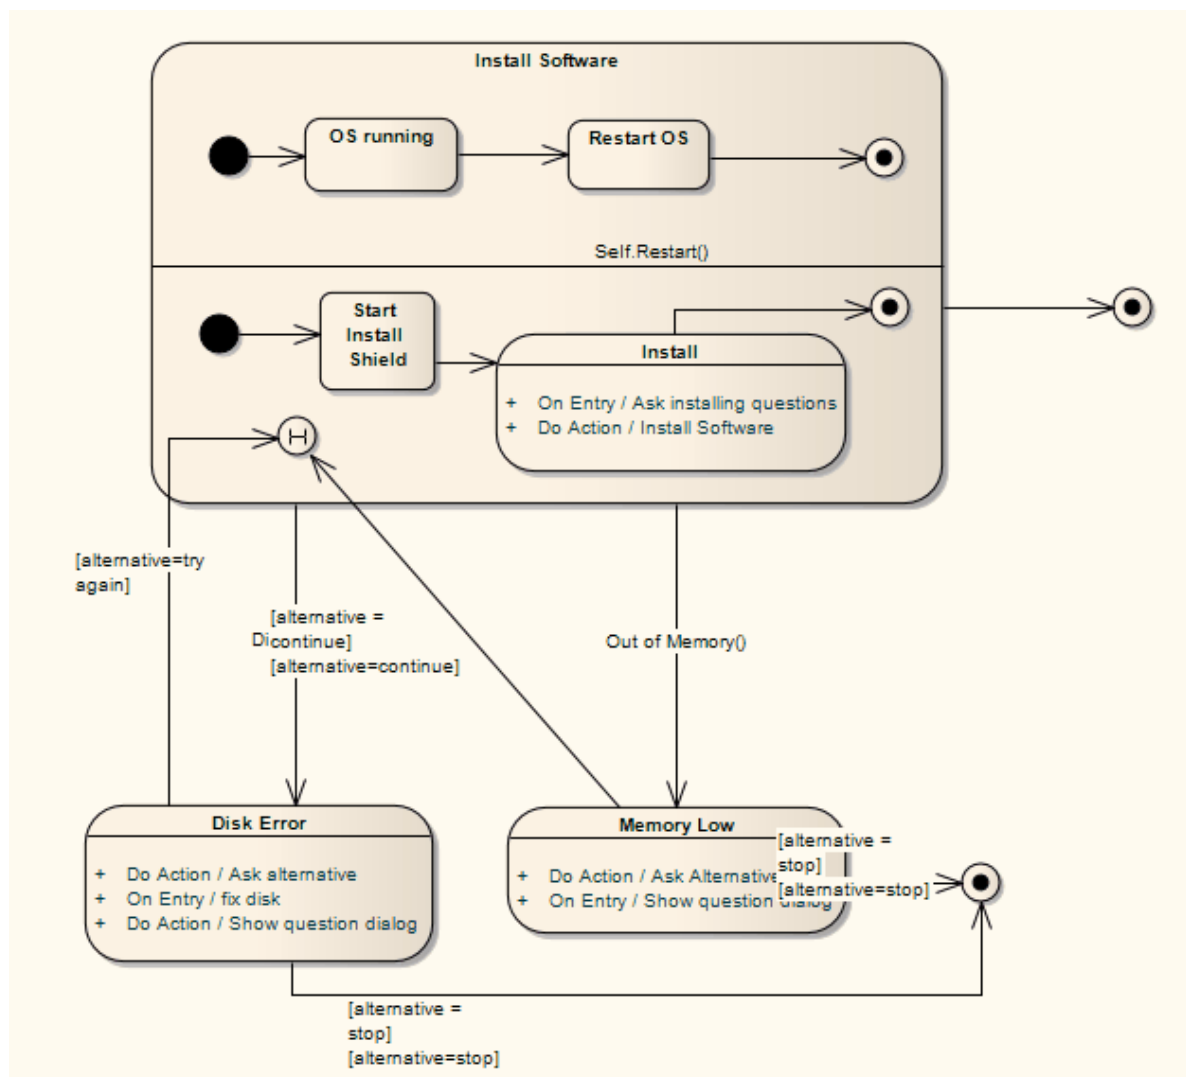 Install Software
OS running
Restart OS
Self.Restart()
Start
Install
Shield
Install
+ On Entry / Ask installing questions
+ Do Action / Install Software
H
[alternative=try
again]
[alternative =
Dicontinue]
[alternative=continue]
Out of Memory()
Disk Error
+ Do Action / Ask alternative
+ On Entry / fix disk
+ Do Action / Show question dialog
Memory Low
+ Do Action / Ask Alternative
+ On Entry / Show question dialog
[alternative =
stop]
[alternative=stop]
[alternative =
stop]
[alternative=stop]